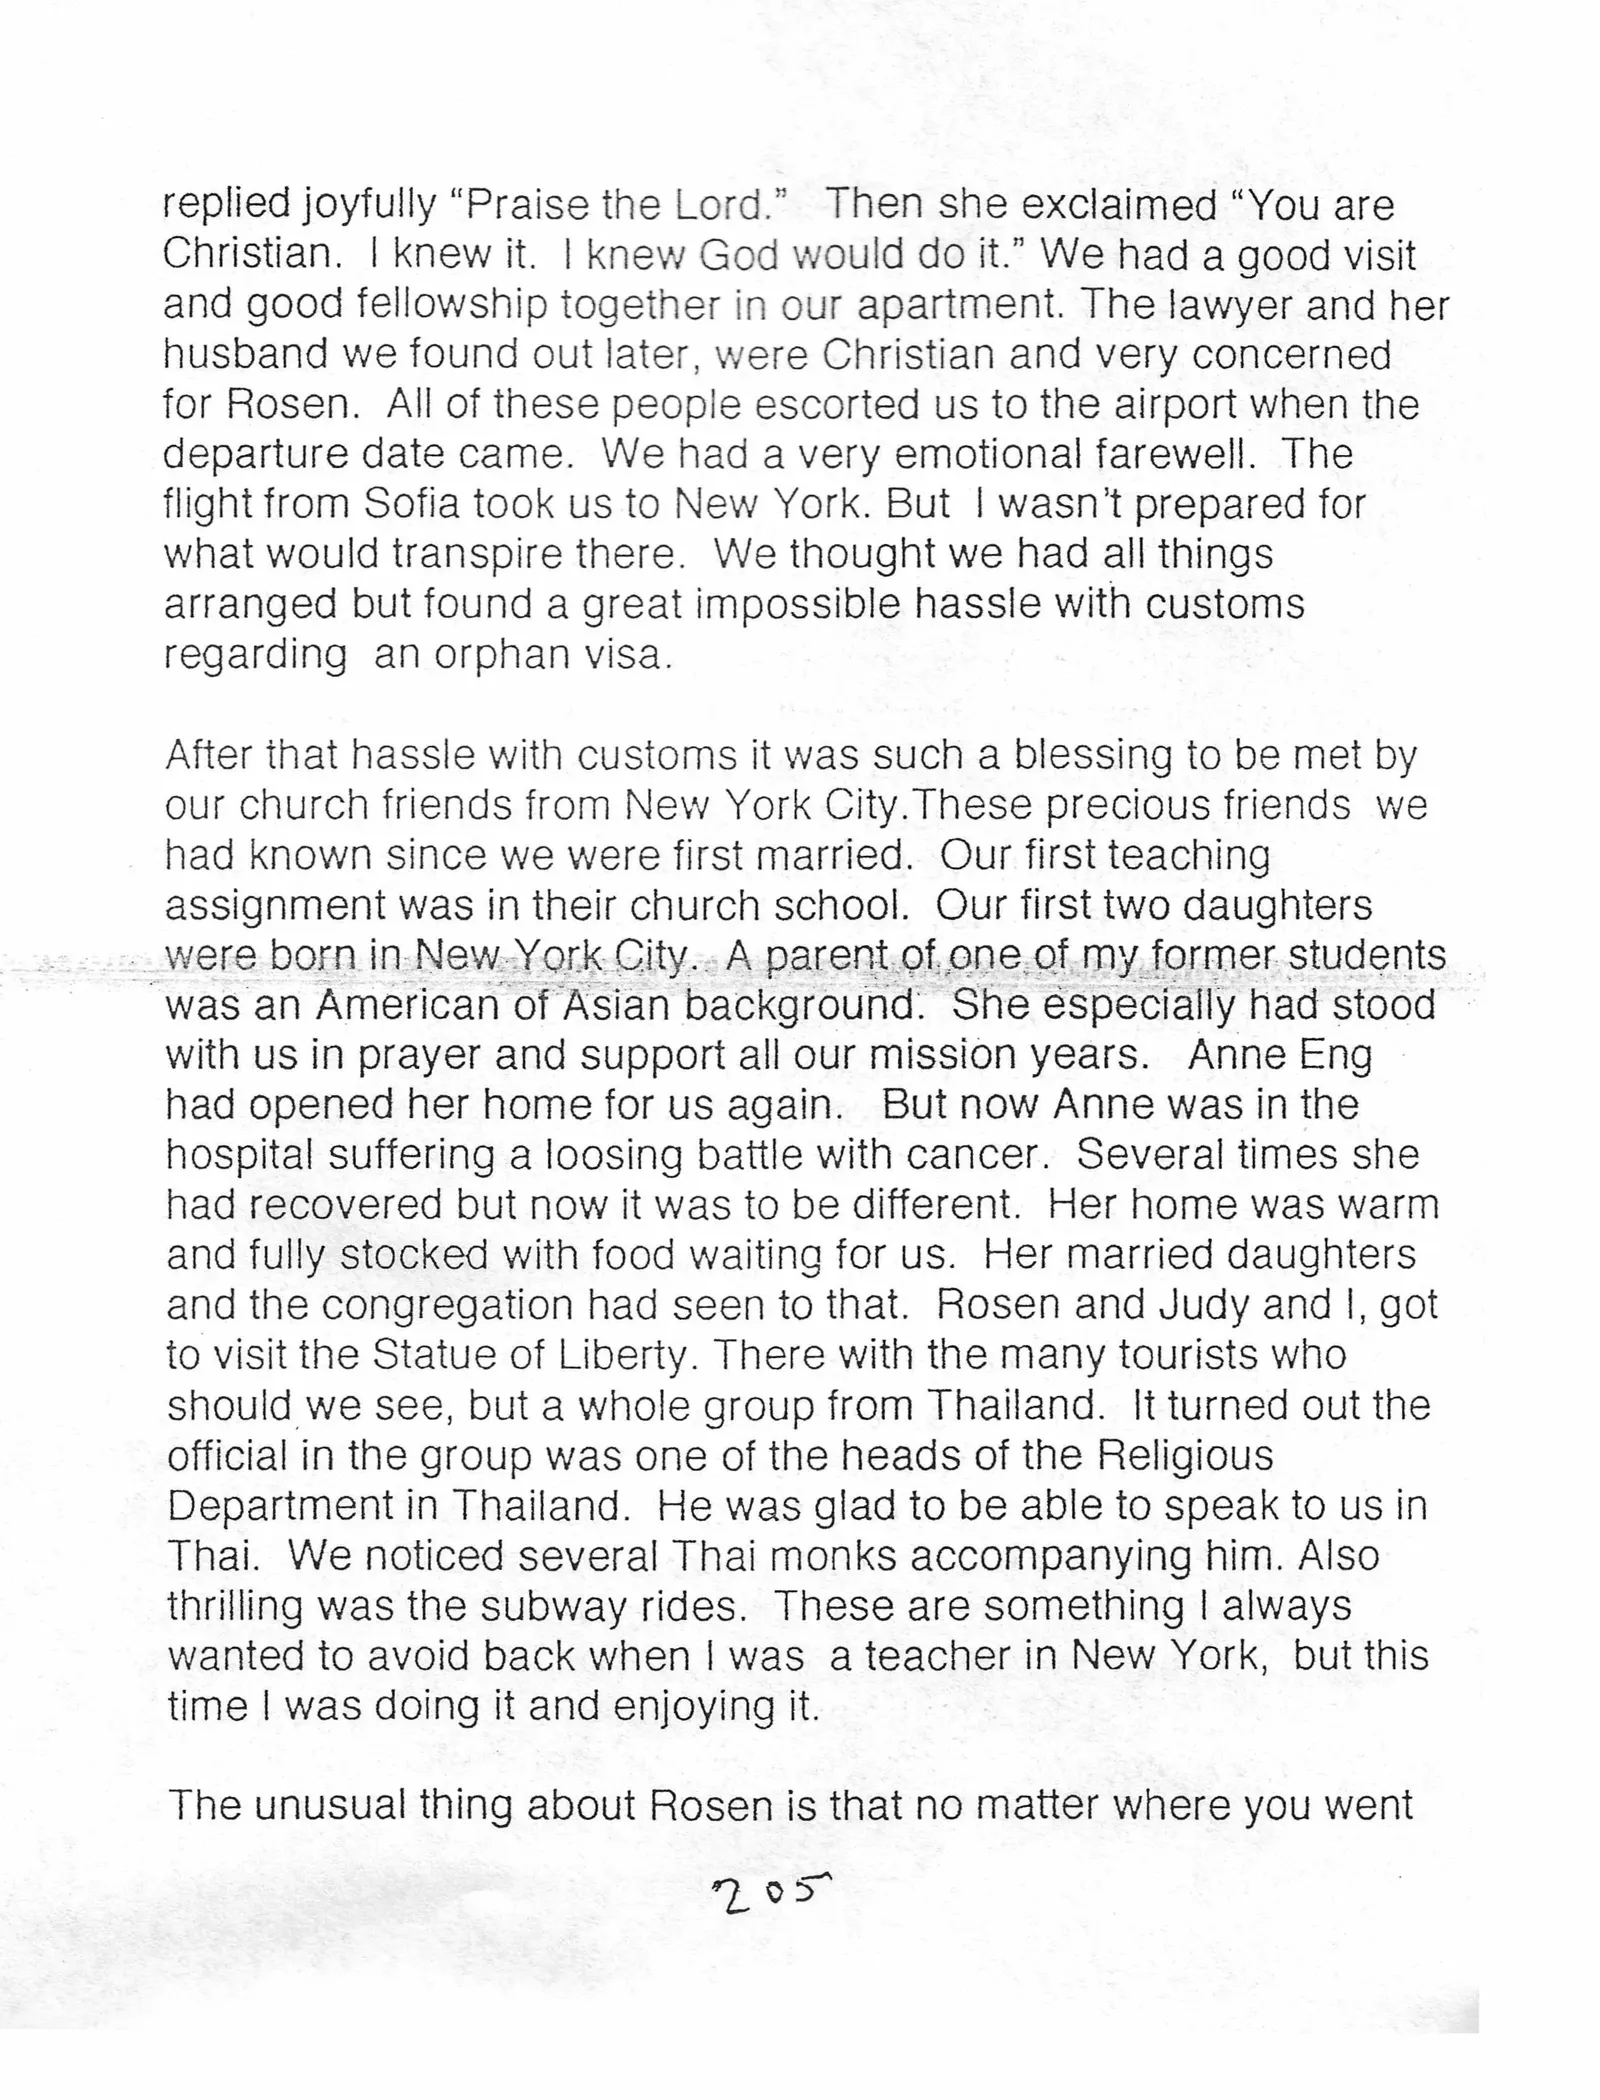 replied joyfully “Praise the Lord.”  Then she exclaimed “You are
Christian.  I knew it.  I knew God would do it.” We had a good visit
and good fellowship together in our apartment. The lawyer and her
husband we found out later, were Christian and very concerned
for Rosen.  All of these people escorted us to the airport when the
departure date came.  We had a very emotional farewell.  The
flight from Sofia took us to New York. But  I wasn’t prepared for
what would transpire there.  We thought we had all things
arranged but found a great impossible hassle with customs
regarding  an orphan visa.

After that hassle with customs it was such a blessing to be met by
our church friends from New York City.These precious friends  we
had known since we were first married.  Our first teaching
assignment was in their church school.  Our first two daughters
were born in New York City.  A parent of one of my former students
was an American of Asian background.  She especially had stood
with us in prayer and support all our mission years.   Anne Eng
had opened her home for us again.   But now Anne was in the
hospital suffering a loosing battle with cancer.  Several times she
had recovered but now it was to be different.  Her home was warm
and fully stocked with food waiting for us.  Her married daughters
and the congregation had seen to that.  Rosen and Judy and I, got
to visit the Statue of Liberty. There with the many tourists who
should we see, but a whole group from Thailand.  It turned out the
official in the group was one of the heads of the Religious
Department in Thailand.  He was glad to be able to speak to us in
Thai.  We noticed several Thai monks accompanying him. Also
thrilling was the subway rides.  These are something I always
wanted to avoid back when I was  a teacher in New York,  but this
time I was doing it and enjoying it.

The unusual thing about Rosen is that no matter where you went
205